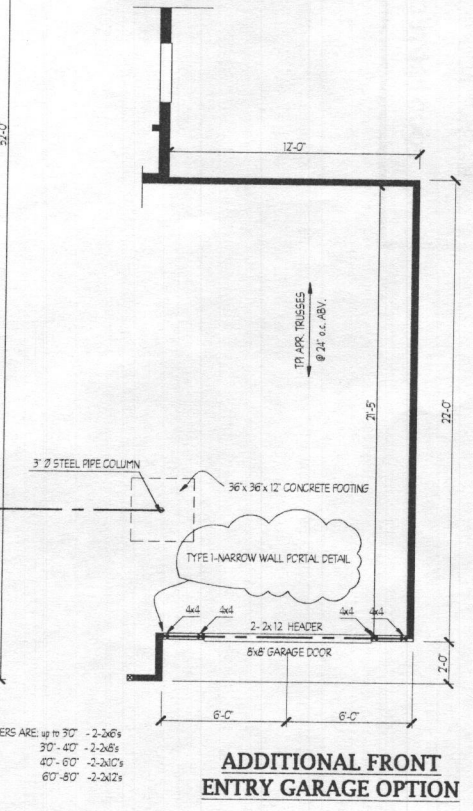 12'-0"
TPI APR. TRUSSES
@ 24" o.c. ABV.
21'-5"
22'-0"
3" Ø STEEL PIPE COLUMN
36"x 36"x 12" CONCRETE FOOTING
TYPE 1-NARROW WALL PORTAL DETAIL
4x4 4x4 4x4 4x4
2- 2x12 HEADER
8'x8' GARAGE DOOR
2'-0"
6'-0" 6'-0"
ERS ARE: up to 3'0" - 2-2x6's
3'0" - 4'0" - 2-2x8's
4'0" - 6'0" -2-2x10's
6'0" -8'0" -2-2x12's
ADDITIONAL FRONT
ENTRY GARAGE OPTION